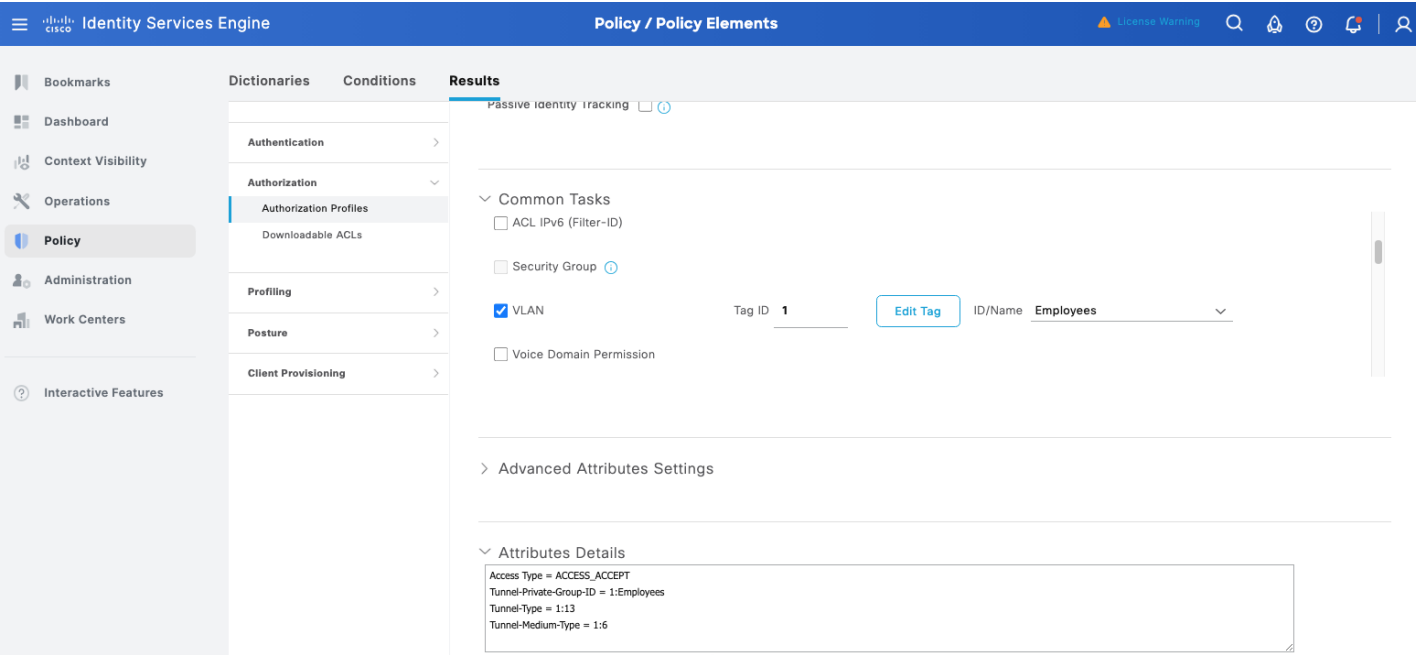 cisco Identity Services Engine
Policy / Policy Elements
License Warning
Bookmarks
Dashboard
Context Visibility
Operations
Policy
Administration
Work Centers
Interactive Features
Dictionaries
Conditions
Results
Authentication
Authorization
Authorization Profiles
Downloadable ACLs
Profiling
Posture
Client Provisioning
Passive Identity Tracking
Common Tasks
ACL IPv6 (Filter-ID)
Security Group
VLAN Tag ID 1 Edit Tag ID/Name Employees
Voice Domain Permission
Advanced Attributes Settings
Attributes Details
Access Type = ACCESS_ACCEPT
Tunnel-Private-Group-ID = 1:Employees
Tunnel-Type = 1:13
Tunnel-Medium-Type = 1:6